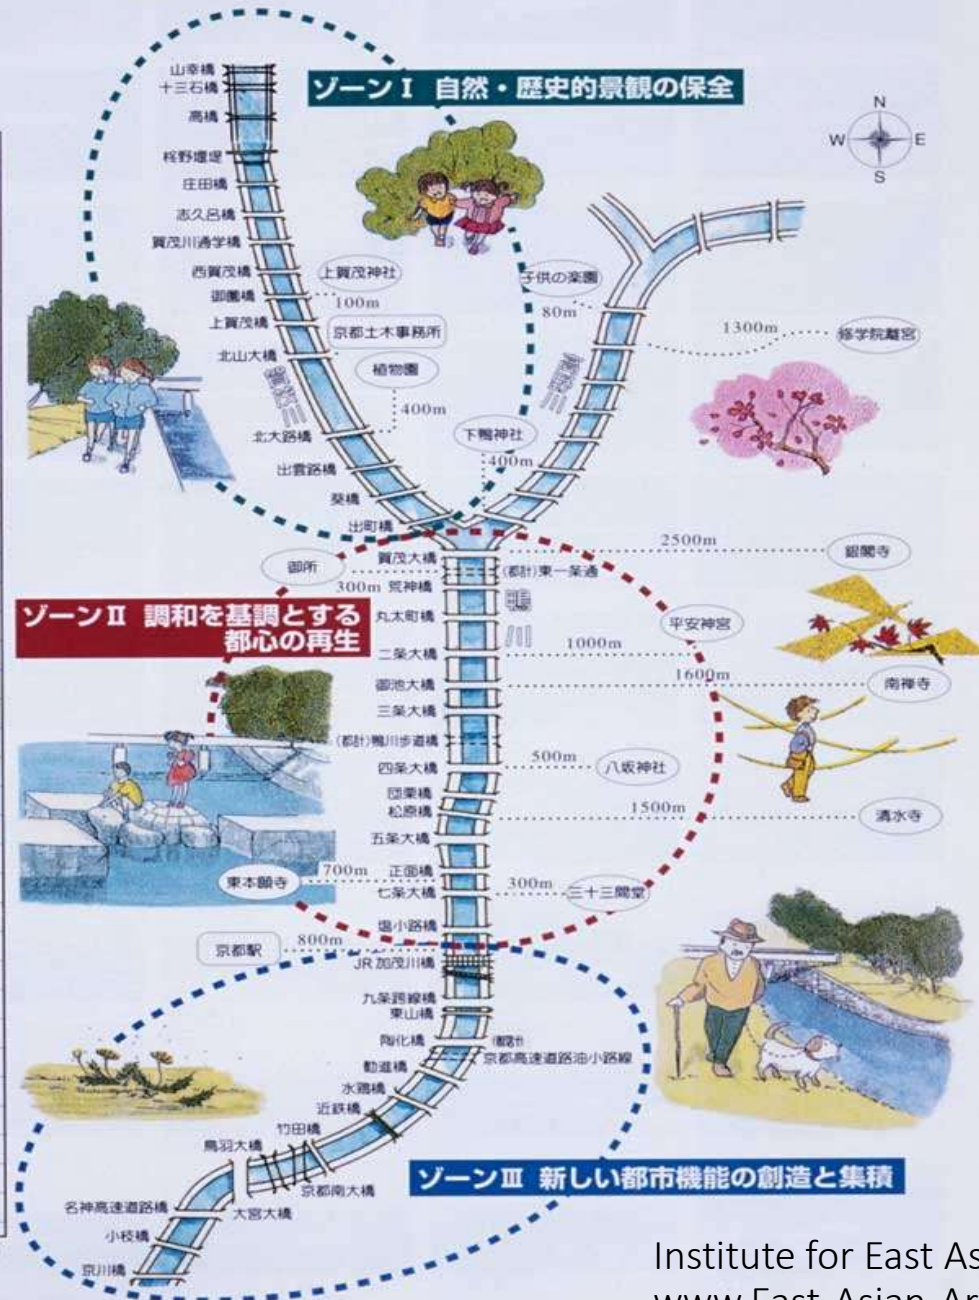 ゾーンⅠ 自然・歴史的景観の保全
N
W E
S
山幸橋
十三石橋
高橋
柊野堰堤
庄田橋
志久呂橋
賀茂川通学橋
西賀茂橋
上賀茂神社
御薗橋
100m
上賀茂橋
京都土木事務所
北山大橋
植物園
賀茂川
400m
北大路橋
出雲路橋
葵橋
出町橋
子供の楽園
80m
1300m
修学院離宮
高野川
下鴨神社
400m
2500m
銀閣寺
賀茂大橋
(都計)東一条通
御所
300m 荒神橋
鴨川
ゾーンⅡ 調和を基調とする
都心の再生
丸太町橋
平安神宮
1000m
二条大橋
1600m
南禅寺
御池大橋
三条大橋
(都計)鴨川歩道橋
四条大橋
500m
八坂神社
団栗橋
松原橋
1500m
清水寺
五条大橋
正面橋
東本願寺
700m
七条大橋
300m
三十三間堂
塩小路橋
京都駅
800m
JR加茂川橋
九条跨線橋
東山橋
陶化橋
(都計)
京都高速道路油小路線
勧進橋
水鶏橋
近鉄橋
竹田橋
鳥羽大橋
京都南大橋
大宮大橋
名神高速道路橋
小枝橋
京川橋
ゾーンⅢ 新しい都市機能の創造と集積
Institute for East As